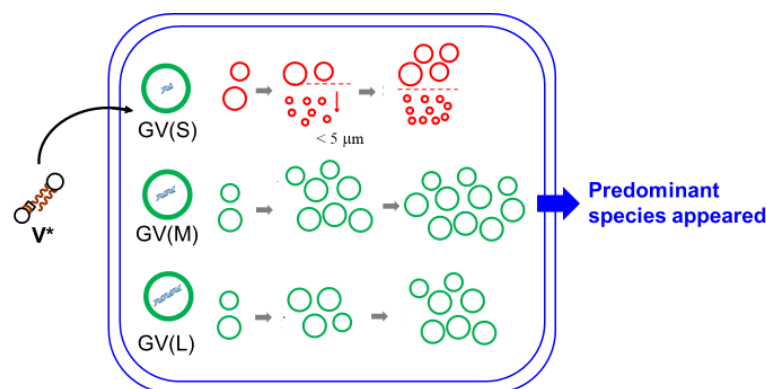 GV(S)
< 5 μm
GV(M)
GV(L)
V*
Predominant
species appeared